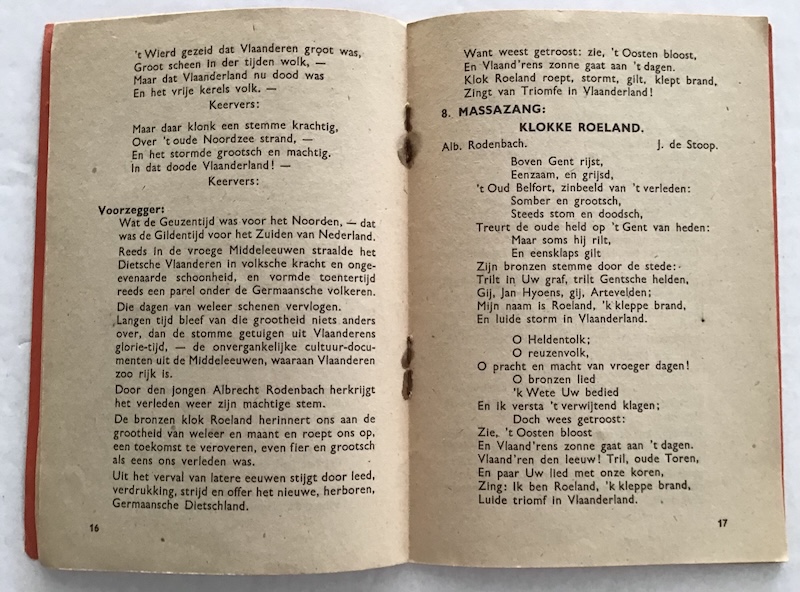 't Wierd gezeid dat Vlaanderen groot was,
Groot scheen in der tijden wolk, —
Maar dat Vlaanderland nu dood was
En het vrije kerels volk. —
Keervers:
Maar daar klonk een stemme krachtig,
Over 't oude Noordzee strand, —
En het stormde grootsch en machtig.
In dat doode Vlaanderland! —
Keervers:
Voorzegger:
Wat de Geuzentijd was voor het Noorden, — dat
was de Gildentijd voor het Zuiden van Nederland.
Reeds in de vroege Middeleeuwen straalde het
Dietsche Vlaanderen in volksche kracht en onge-
evenaarde schoonheid, en vormde toentertijd
reeds een parel onder de Germaansche volkeren.
Die dagen van weleer schenen vervlogen.
Langen tijd bleef van die grootheid niets anders
over, dan de stomme getuigen uit Vlaanderens
glorie-tijd, — de onvergankelijke cultuur-docu-
menten uit de Middeleeuwen, waaraan Vlaanderen
zoo rijk is.
Door den jongen Albrecht Rodenbach herkrijgt
het verleden weer zijn machtige stem.
De bronzen klok Roeland herinnert ons aan de
grootheid van weleer en maant en roept ons op,
een toekomst te veroveren, even fier en grootsch
als eens ons verleden was.
Uit het verval van latere eeuwen stijgt door leed,
verdrukking, strijd en offer het nieuwe, herboren,
Germaansche Dietschland.
16
Want weest getroost: zie, 't Oosten bloost,
En Vlaand'rens zonne gaat aan 't dagen.
Klok Roeland roept, stormt, gilt, klept brand,
Zingt van Triomfe in Vlaanderland!
8. MASSAZANG:
KLOKKE ROELAND.
Alb. Rodenbach. J. de Stoop.
Boven Gent rijst,
Eenzaam, en grijsd,
't Oud Belfort, zinbeeld van 't verleden:
Somber en grootsch,
Steeds stom en doodsch,
Treurt de oude held op 't Gent van heden:
Maar soms hij rilt,
En eensklaps gilt
Zijn bronzen stemme door de stede:
Trilt in Uw graf, trilt Gentsche helden,
Gij, Jan Hyoens, gij, Artevelden;
Mijn naam is Roeland, 'k kleppe brand,
En luide storm in Vlaanderland.
O Heldentolk;
O reuzenvolk,
O pracht en macht van vroeger dagen!
O bronzen lied
'k Wete Uw bedied
En ik versta 't verwijtend klagen;
Doch wees getroost:
Zie, 't Oosten bloost
En Vlaand'rens zonne gaat aan 't dagen.
Vlaand'ren den leeuw! Tril, oude Toren,
En paar Uw lied met onze koren,
Zing: Ik ben Roeland, 'k kleppe brand,
Luide triomf in Vlaanderland.
17